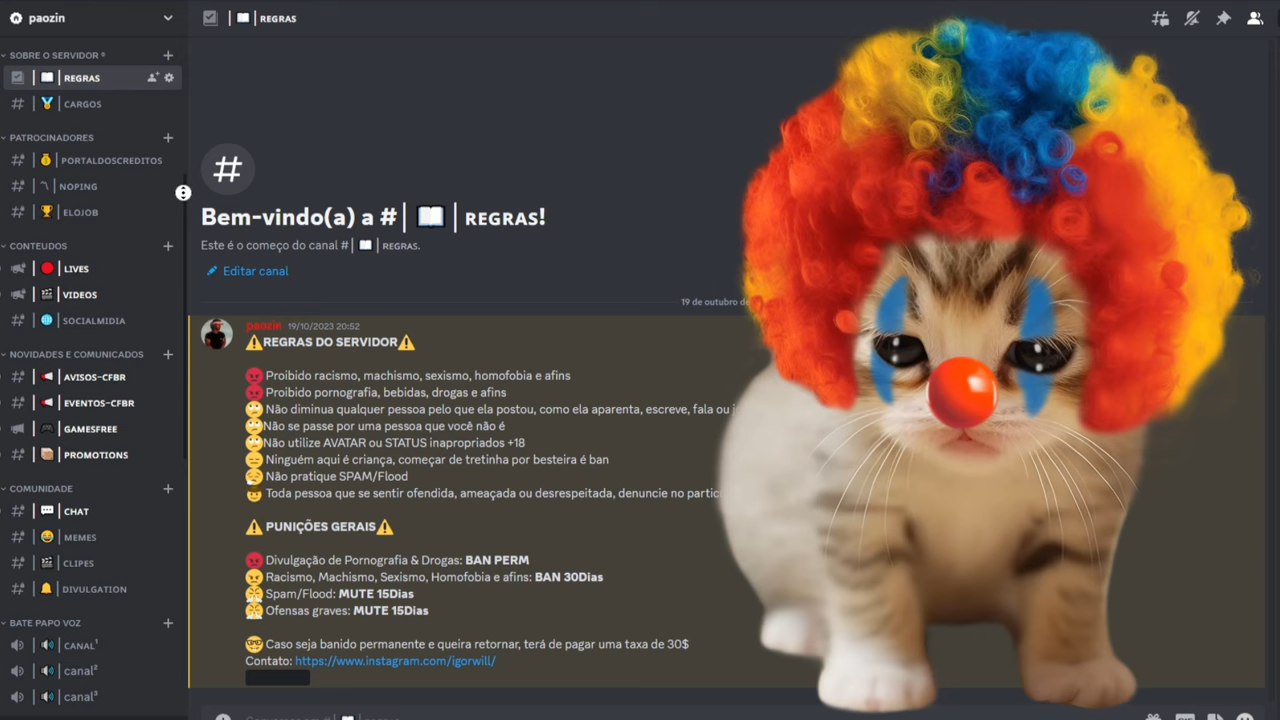 paozin
SOBRE O SERVIDOR
REGRAS
CARGOS
PATROCINADORES
PORTALDOSCREDITOS
NOPING
ELOJOB
CONTEUDOS
LIVES
VIDEOS
SOCIALMIDIA
NOVIDADES E COMUNICADOS
AVISOS-CFBR
EVENTOS-CFBR
GAMESFREE
PROMOTIONS
COMUNIDADE
CHAT
MEMES
CLIPES
DIVULGATION
BATE PAPO VOZ
CANAL¹
canal²
canal³
| 📖 | REGRAS
Bem-vindo(a) a # | 📖 | REGRAS!
Este é o começo do canal # | 📖 | REGRAS.
Editar canal
19 de outubro de
paozin 19/10/2023 20:52
⚠️REGRAS DO SERVIDOR⚠️
😡Proibido racismo, machismo, sexismo, homofobia e afins
😡Proibido pornografia, bebidas, drogas e afins
🙄Não diminua qualquer pessoa pelo que ela postou, como ela aparenta, escreve, fala ou
🙄Não se passe por uma pessoa que você não é
🙄Não utilize AVATAR ou STATUS inapropriados +18
😑Ninguém aqui é criança, começar de tretinha por besteira é ban
Não pratique SPAM/Flood
Toda pessoa que se sentir ofendida, ameaçada ou desrespeitada, denuncie no
⚠️ PUNIÇÕES GERAIS⚠️
😡Divulgação de Pornografia & Drogas: BAN PERM
😠Racismo, Machismo, Sexismo, Homofobia e afins: BAN 30Dias
😤Spam/Flood: MUTE 15Dias
😤Ofensas graves: MUTE 15Dias
🤓Caso seja banido permanente e queira retornar, terá de pagar uma taxa de 30$
Contato: https://www.instagram.com/igorwill/